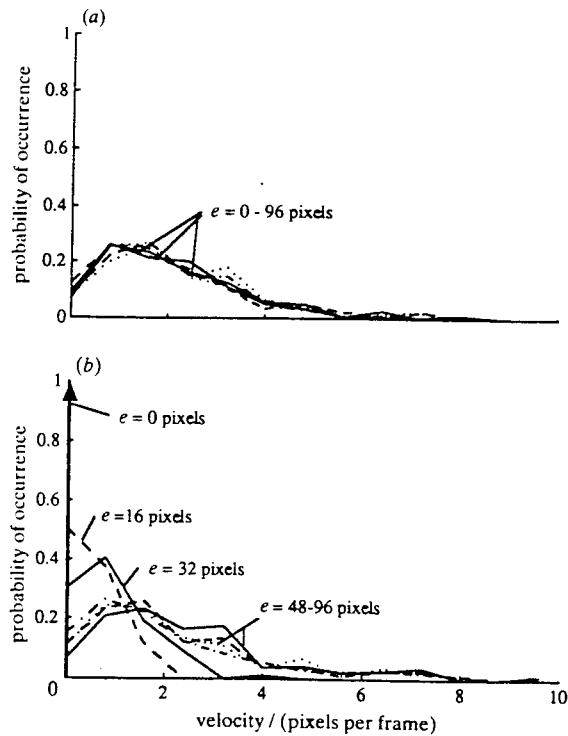 (a)
1
0.8
0.6
0.4
0.2
0
probability of occurrence
e = 0 - 96 pixels
(b)
1
0.8
0.6
0.4
0.2
0
probability of occurrence
e = 0 pixels
e =16 pixels
e = 32 pixels
e = 48-96 pixels
2 4 6 8 10
velocity / (pixels per frame)